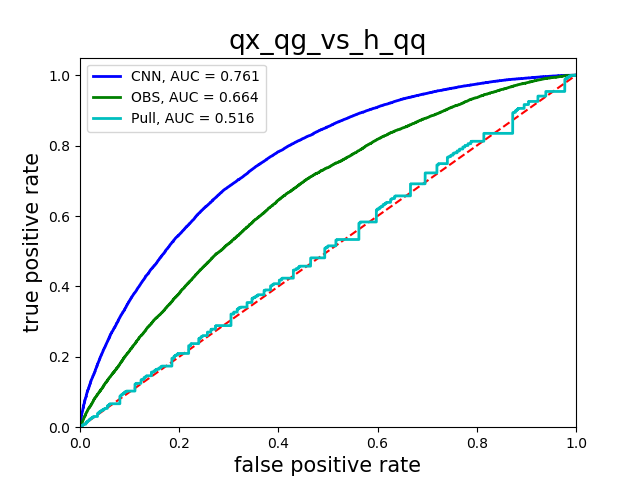 qx_qg_vs_h_qq
CNN, AUC = 0.761
OBS, AUC = 0.664
Pull, AUC = 0.516
true positive rate
1.0
0.8
0.6
0.4
0.2
0.0
0.0 0.2 0.4 0.6 0.8 1.0
false positive rate